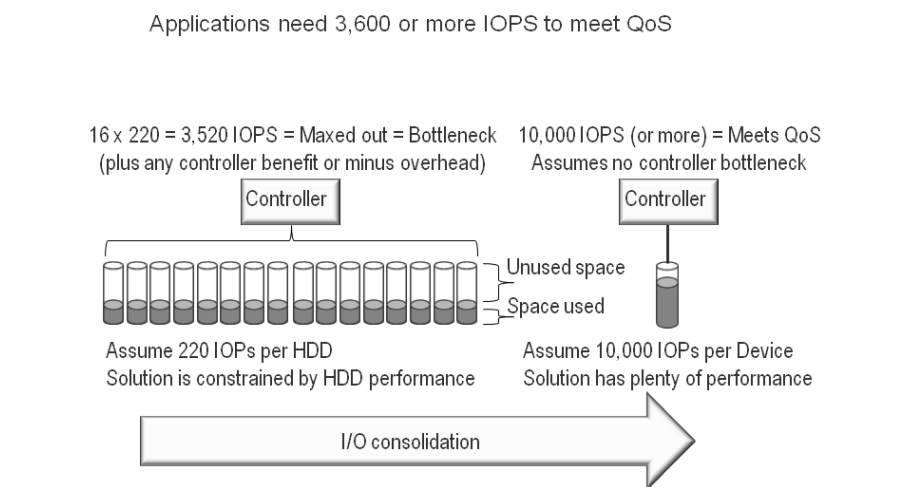 Applications need 3,600 or more IOPS to meet QoS
16 x 220 = 3,520 IOPS = Maxed out = Bottleneck
(plus any controller benefit or minus overhead)
10,000 IOPS (or more) = Meets QoS
Assumes no controller bottleneck
Controller
Controller
Unused space
Space used
Assume 220 IOPs per HDD
Solution is constrained by HDD performance
Assume 10,000 IOPs per Device
Solution has plenty of performance
I/O consolidation